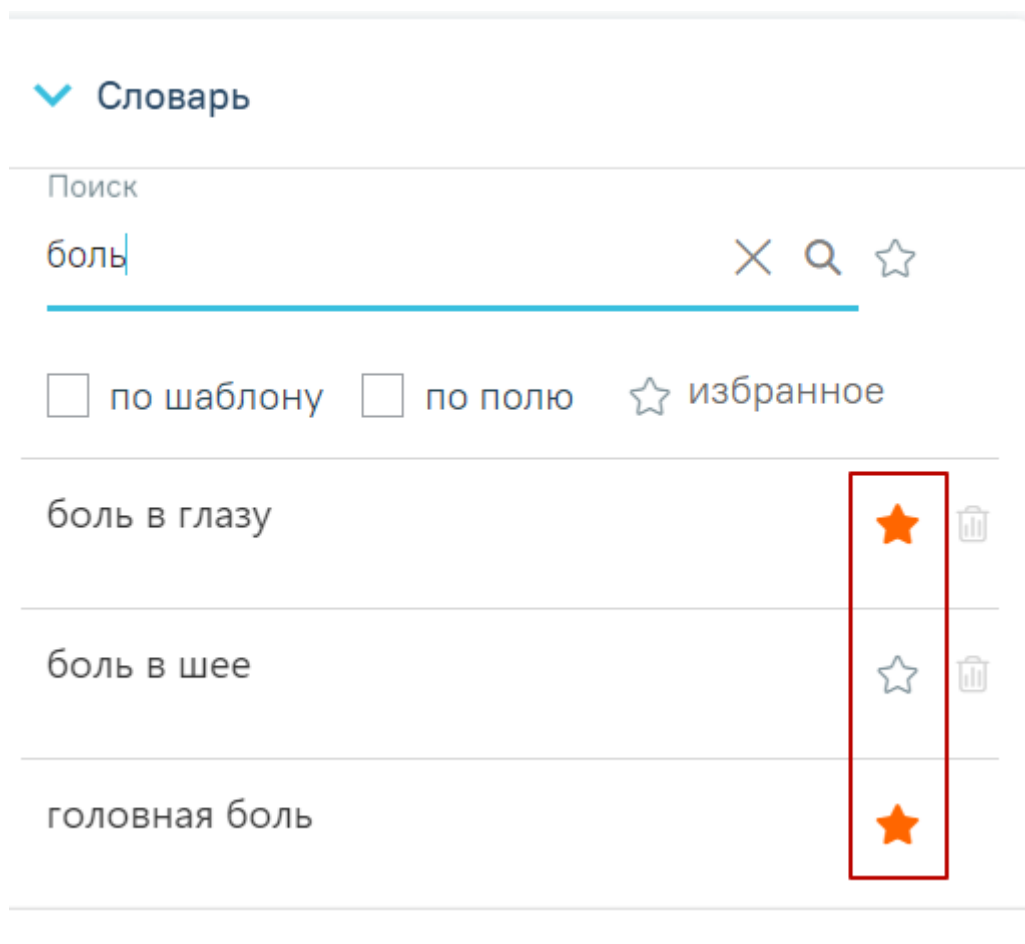 Словарь
Поиск
боль
по шаблону по полю избранное
боль в глазу
боль в шее
головная боль